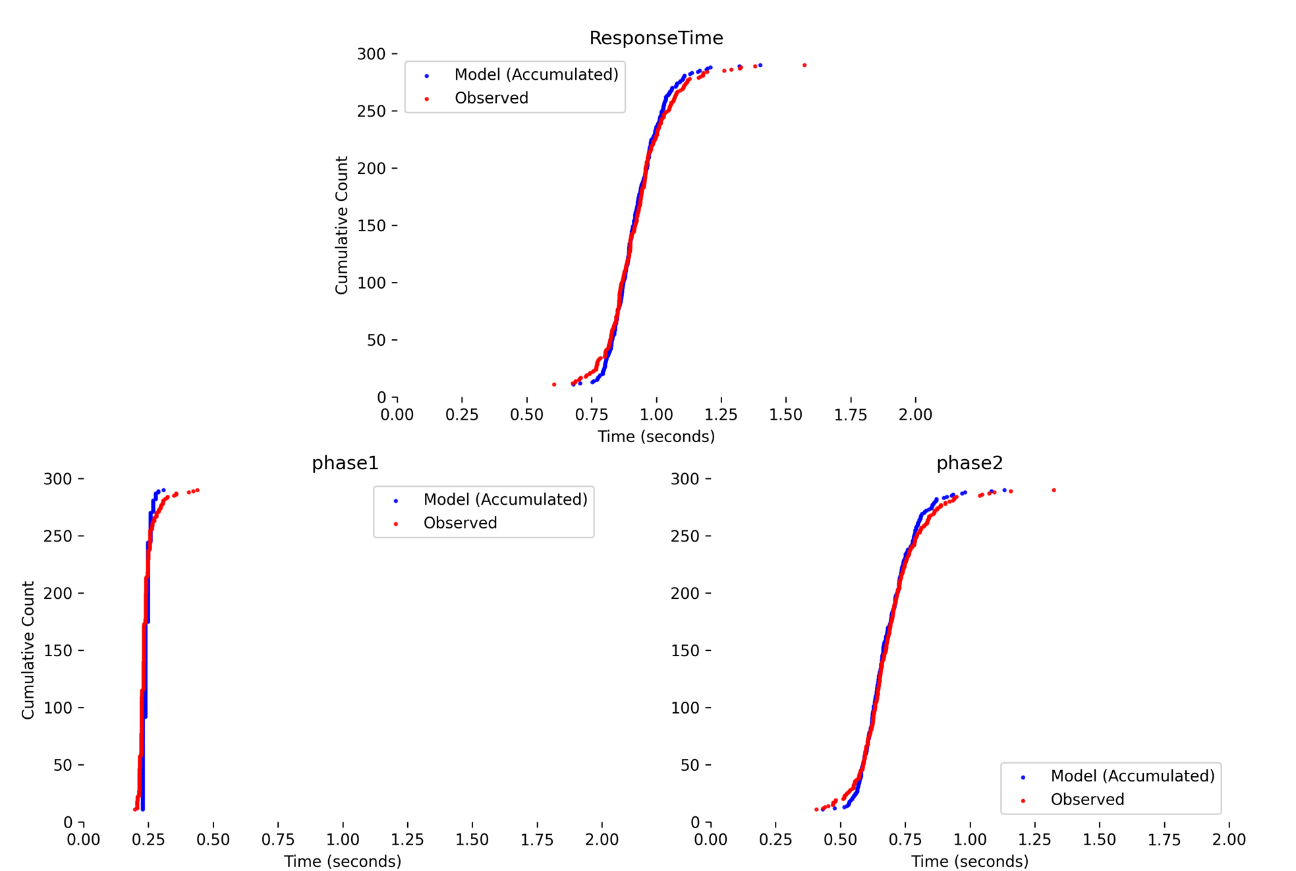 ResponseTime
300
250
200
150
100
50
0
Cumulative Count
Model (Accumulated)
Observed
0.00 0.25 0.50 0.75 1.00 1.25 1.50 1.75 2.00
Time (seconds)
phase1
300
250
200
150
100
50
0
Cumulative Count
Model (Accumulated)
Observed
0.00 0.25 0.50 0.75 1.00 1.25 1.50 1.75 2.00
Time (seconds)
phase2
300
250
200
150
100
50
0
Model (Accumulated)
Observed
0.00 0.25 0.50 0.75 1.00 1.25 1.50 1.75 2.00
Time (seconds)